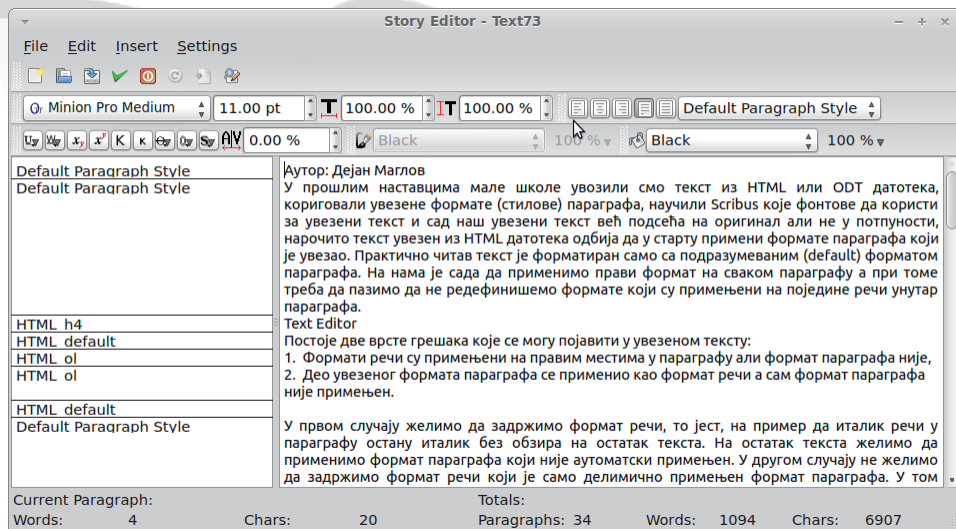 Story Editor - Text73
File Edit Insert Settings
Minion Pro Medium 11.00 pt 100.00 % 100.00 % Default Paragraph Style
0.00 % Black 100 % Black 100 %
Default Paragraph Style
Default Paragraph Style
HTML_h4
HTML_default
HTML_ol
HTML_ol
HTML_default
Default Paragraph Style
Аутор: Дејан Маглов
У прошлим наставцима мале школе увозили смо текст из HTML или ODT датотека,
кориговали увезене формате (стилове) параграфа, научили Scribus које фонтове да користи
за увезени текст и сад наш увезени текст већ подсећа на оригинал али не у потпуности,
нарочито текст увезен из HTML датотека одбија да у старту примени формате параграфа који
је увезао. Практично читав текст је форматиран само са подразумеваним (default) форматом
параграфа. На нама је сада да применимо прави формат на сваком параграфу а при томе
треба да пазимо да не редефинишемо формате који су примењени на поједине речи унутар
параграфа.
Text Editor
Постоје две врсте грешака које се могу појавити у увезеном тексту:
1. Формати речи су примењени на правим местима у параграфу али формат параграфа није,
2. Део увезеног формата параграфа се применио као формат речи а сам формат параграфа
није примењен.
У првом случају желимо да задржимо формат речи, то јест, на пример да италик речи у
параграфу остану италик без обзира на остатак текста. На остатак текста желимо да
применимо формат параграфа који није аутоматски примењен. У другом случају не желимо
да задржимо формат речи који је само делимично примењен формат параграфа. У том
Current Paragraph: Totals:
Words: 4 Chars: 20 Paragraphs: 34 Words: 1094 Chars: 6907